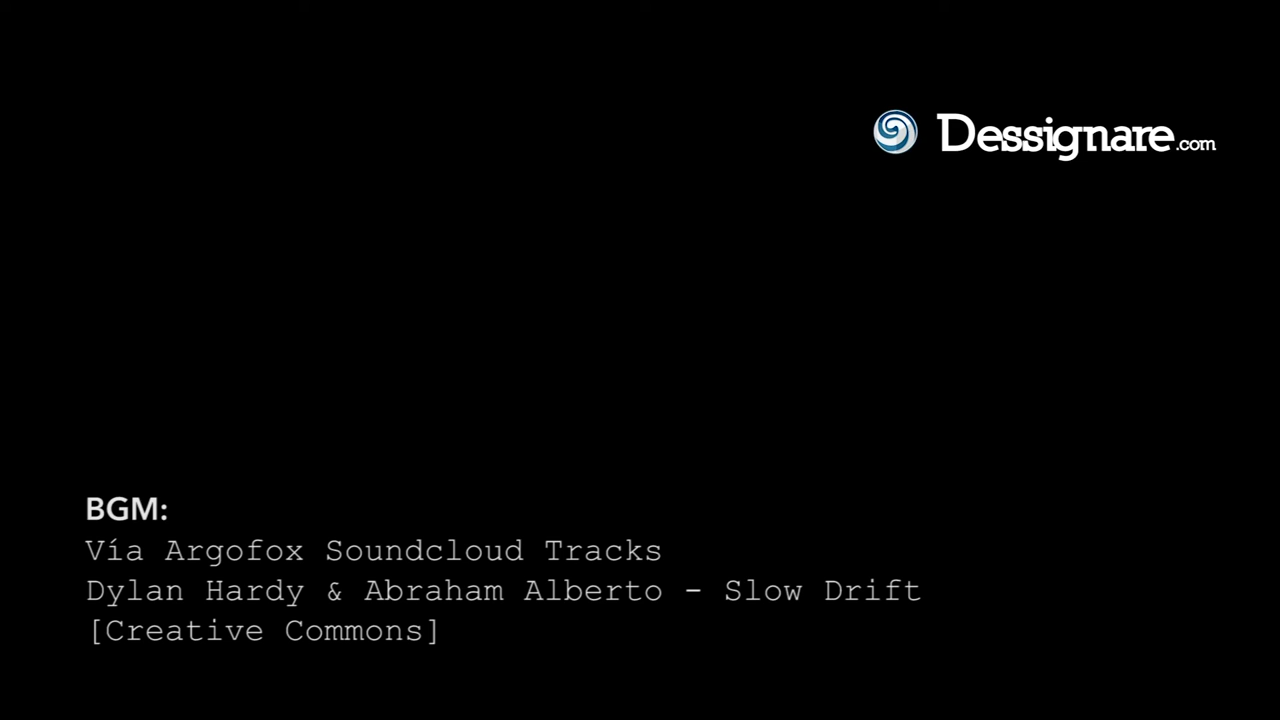 Dessignare.com
BGM:
Vía Argofox Soundcloud Tracks
Dylan Hardy & Abraham Alberto - Slow Drift
[Creative Commons]